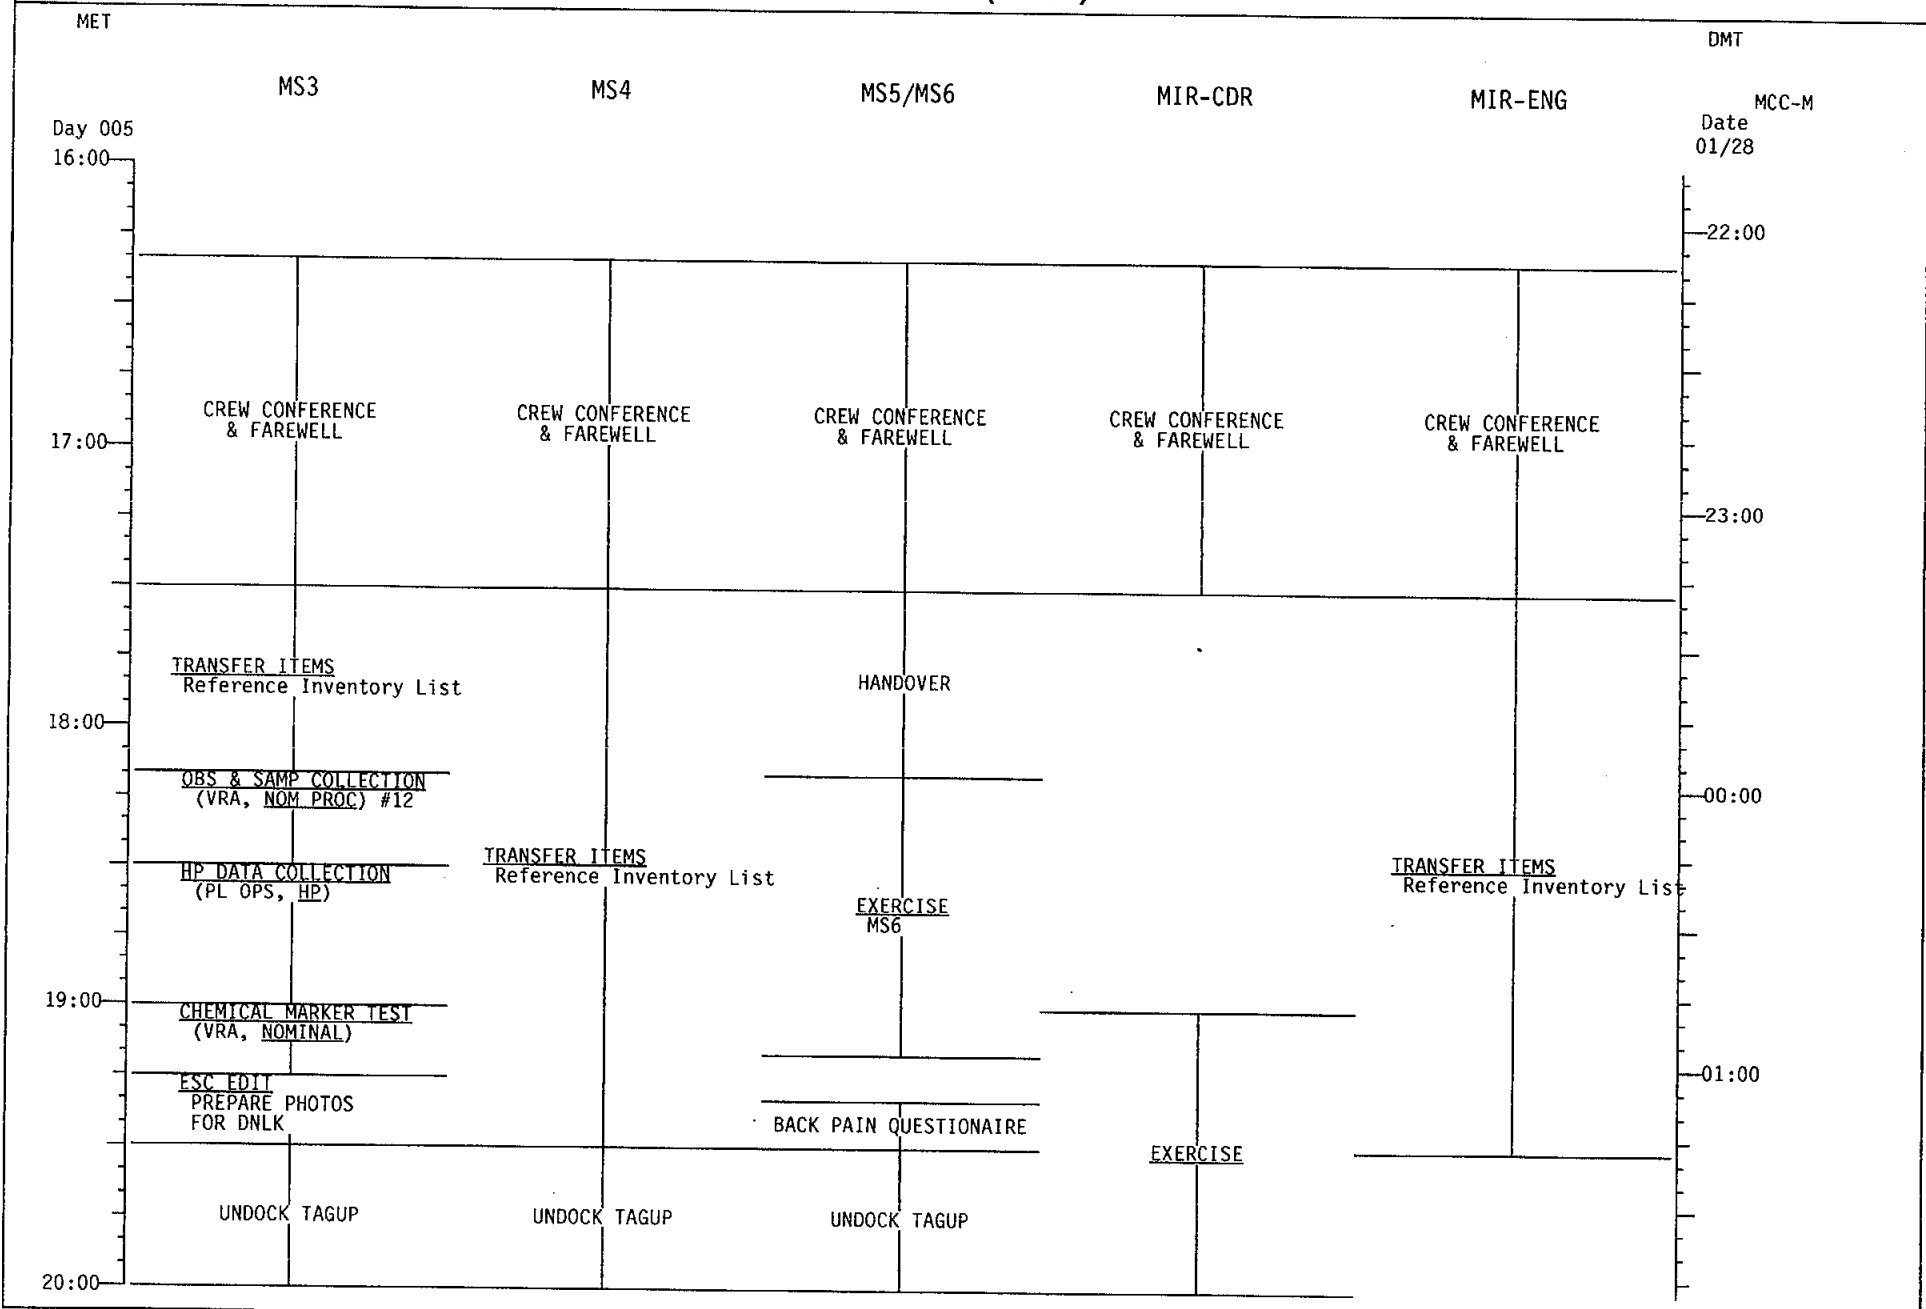 MET
DMT
MS3 MS4 MS5/MS6 MIR-CDR MIR-ENG MCC-M
Day 005
Date
16:00
01/28
22:00
CREW CONFERENCE
& FAREWELL
CREW CONFERENCE
& FAREWELL
CREW CONFERENCE
& FAREWELL
CREW CONFERENCE
& FAREWELL
CREW CONFERENCE
& FAREWELL
17:00
23:00
TRANSFER ITEMS
Reference Inventory List
HANDOVER
18:00
OBS & SAMP COLLECTION
(VRA, NOM PROC) #12
00:00
HP DATA COLLECTION
(PL OPS, HP)
TRANSFER ITEMS
Reference Inventory List
EXERCISE
MS6
TRANSFER ITEMS
Reference Inventory List
19:00
CHEMICAL MARKER TEST
(VRA, NOMINAL)
01:00
ESC EDIT
PREPARE PHOTOS
FOR DNLK
BACK PAIN QUESTIONAIRE
EXERCISE
UNDOCK TAGUP
UNDOCK TAGUP
UNDOCK TAGUP
20:00